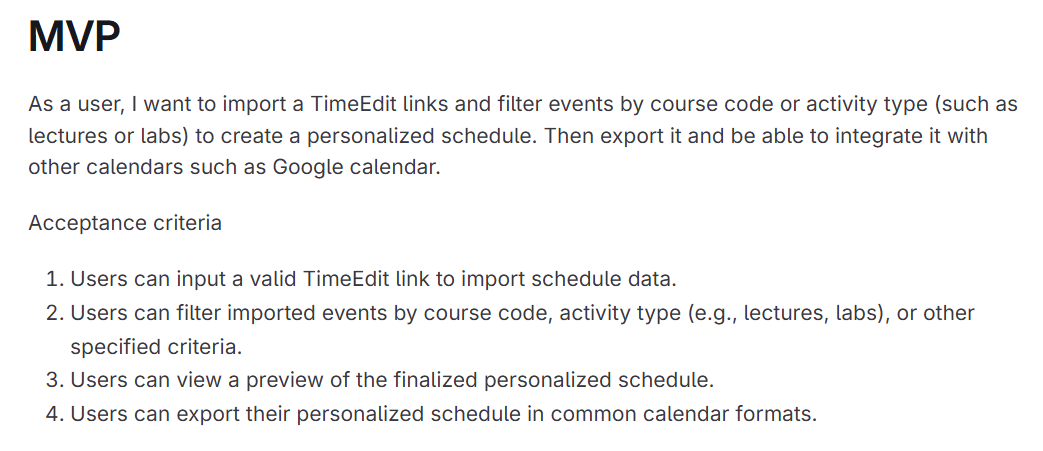 MVP
As a user, I want to import a TimeEdit links and filter events by course code or activity type (such as
lectures or labs) to create a personalized schedule. Then export it and be able to integrate it with
other calendars such as Google calendar.
Acceptance criteria
1. Users can input a valid TimeEdit link to import schedule data.
2. Users can filter imported events by course code, activity type (e.g., lectures, labs), or other
specified criteria.
3. Users can view a preview of the finalized personalized schedule.
4. Users can export their personalized schedule in common calendar formats.